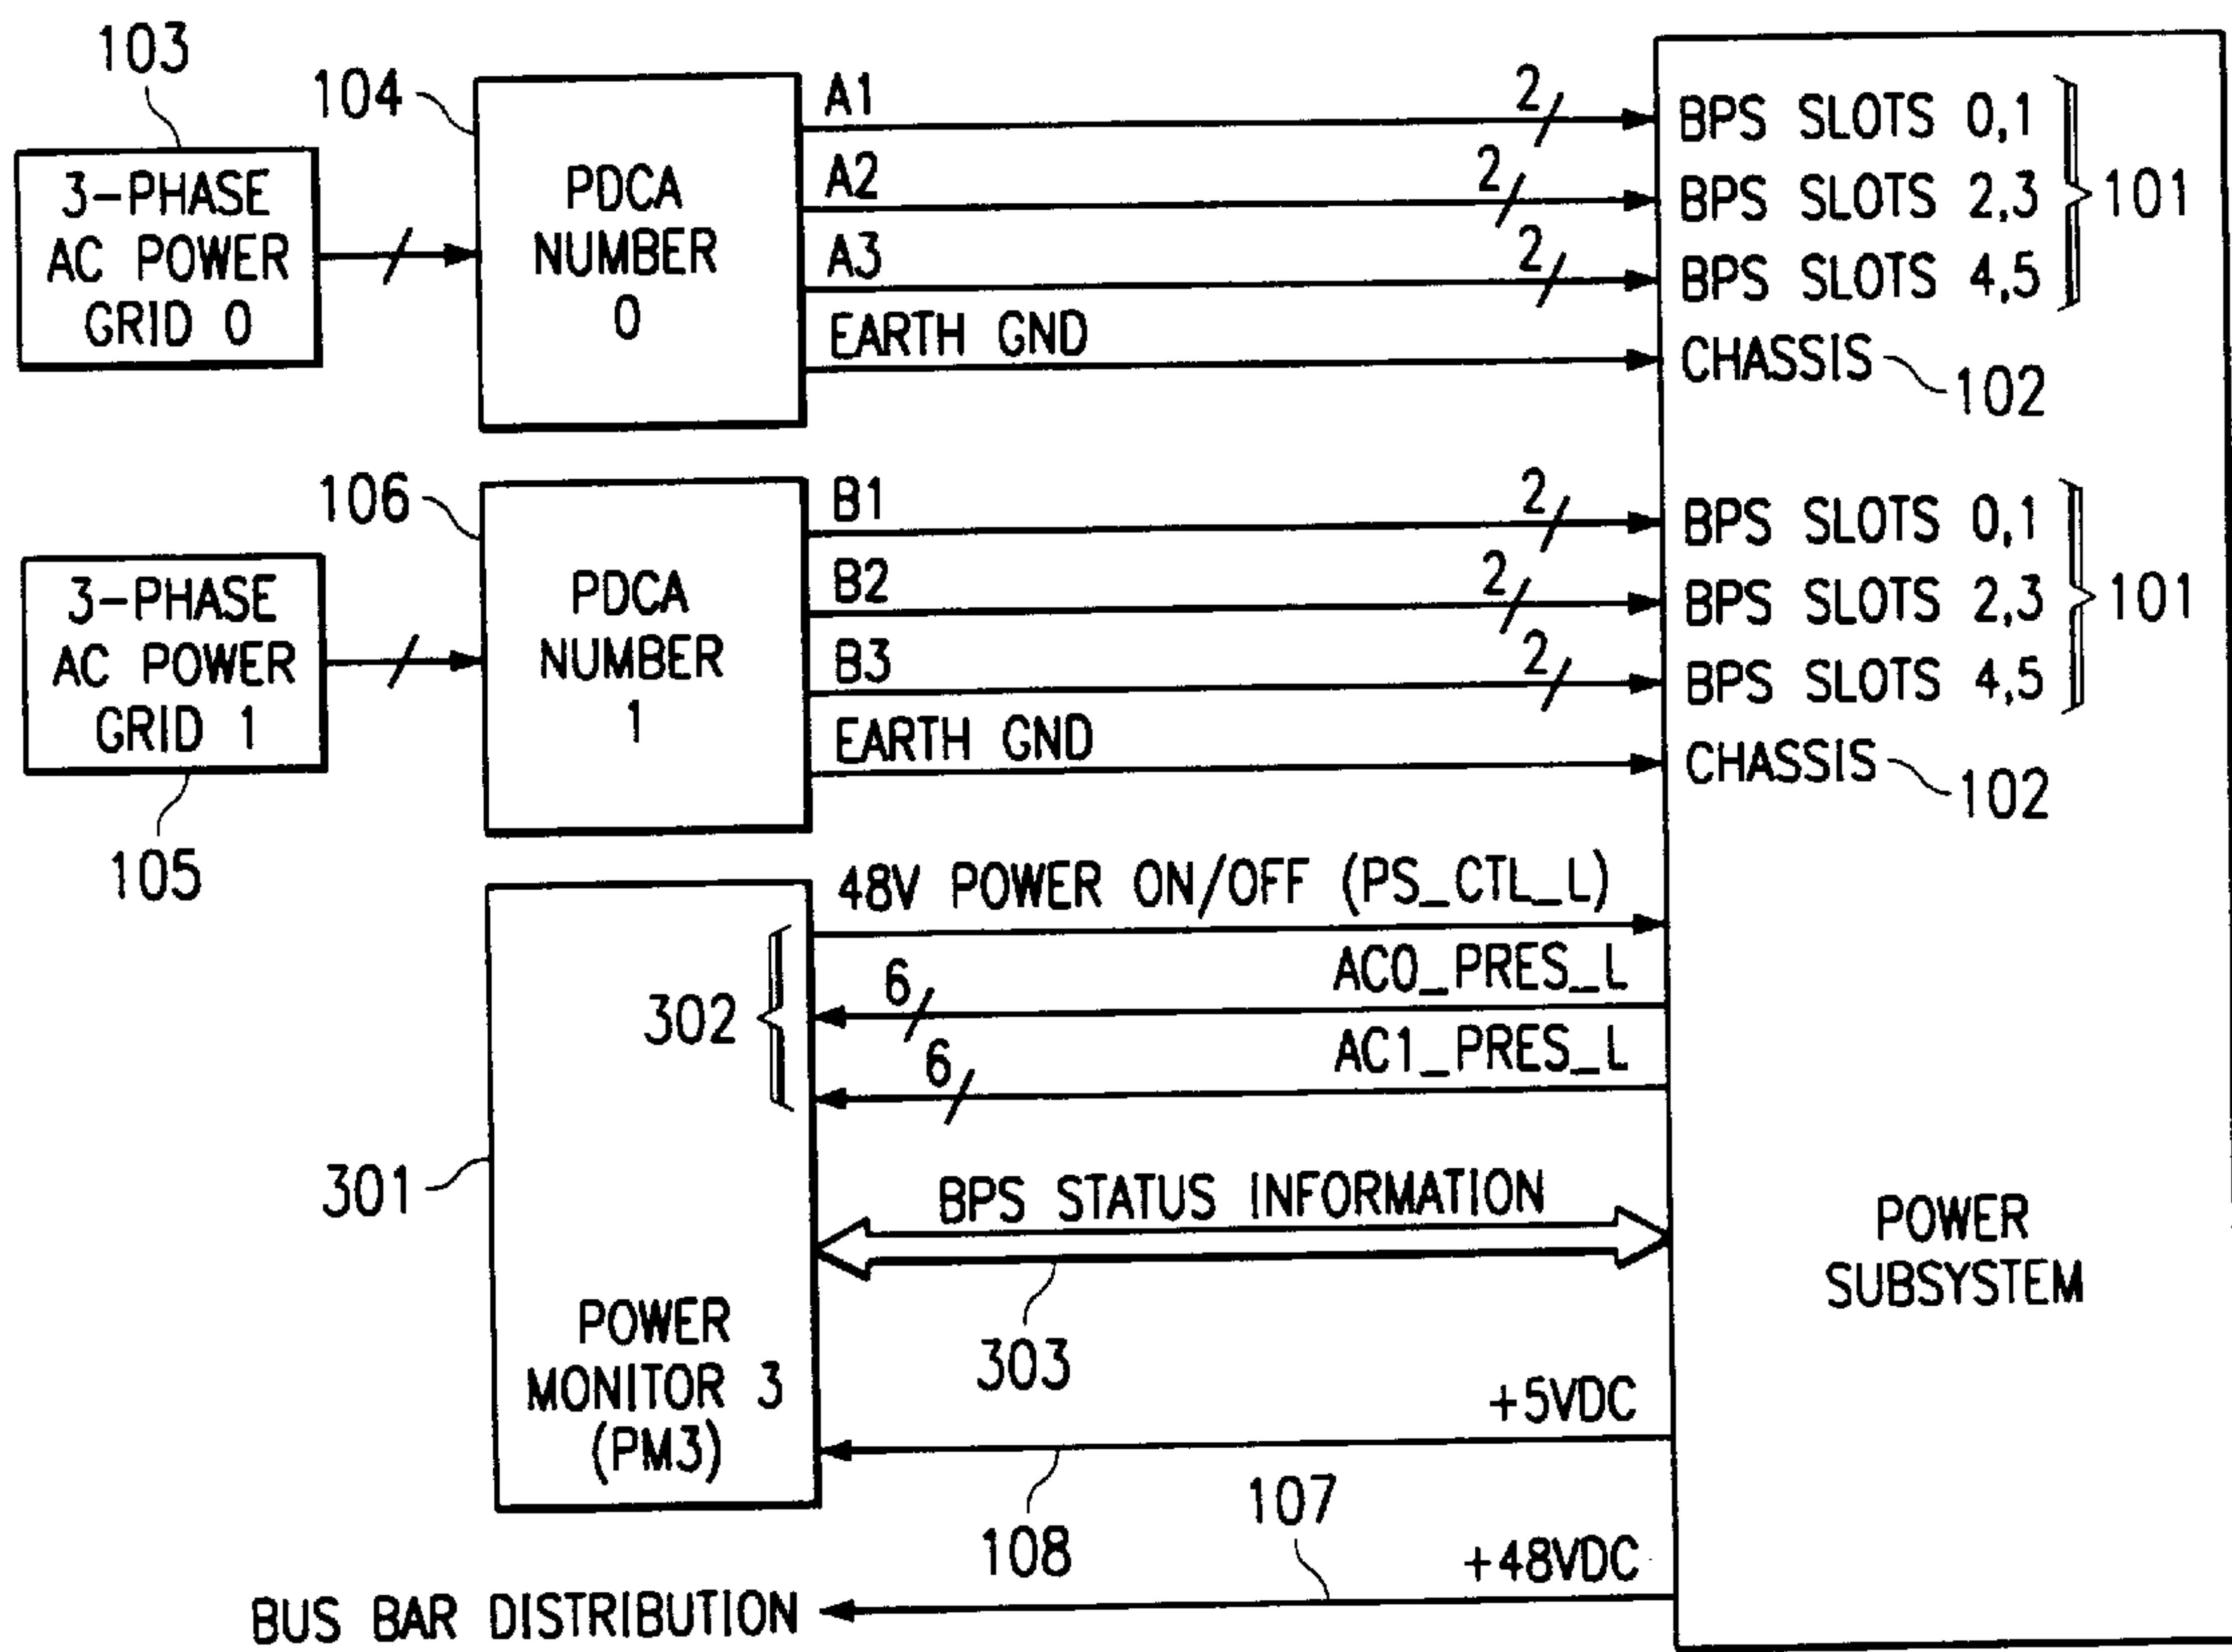 103
104
3-PHASE
AC POWER
GRID 0
PDCA
NUMBER
0
A1
2
BPS SLOTS 0,1
A2
2
BPS SLOTS 2,3
101
A3
2
BPS SLOTS 4,5
EARTH GND
CHASSIS
102
106
3-PHASE
AC POWER
GRID 1
105
PDCA
NUMBER
1
B1
2
BPS SLOTS 0,1
B2
2
BPS SLOTS 2,3
101
B3
2
BPS SLOTS 4,5
EARTH GND
CHASSIS
102
48V POWER ON/OFF (PS_CTL_L)
302
6
AC0_PRES_L
6
AC1_PRES_L
301
BPS STATUS INFORMATION
303
POWER
MONITOR 3
(PM3)
POWER
SUBSYSTEM
+5VDC
108
107
+48VDC
BUS BAR DISTRIBUTION